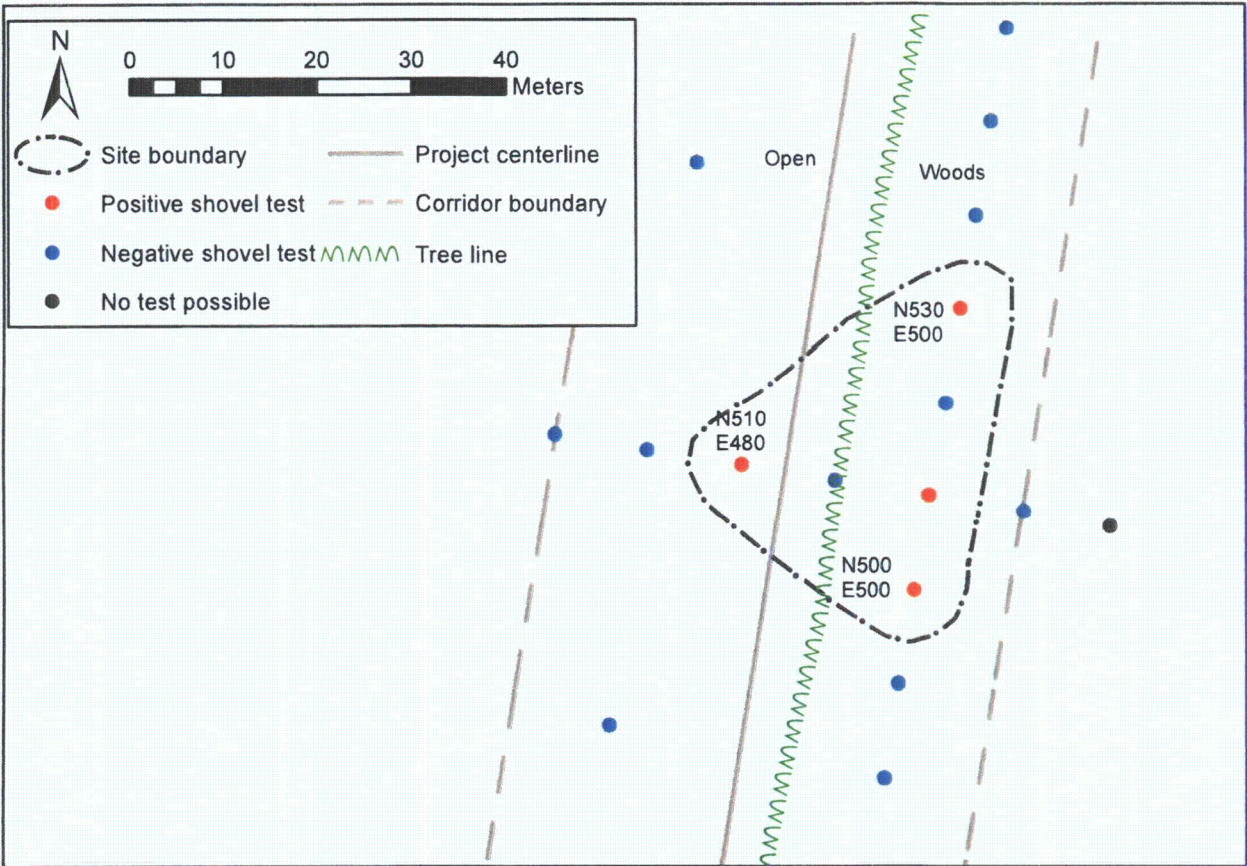 N
0 10 20 30 40
Meters
Site boundary
Project centerline
Positive shovel test
Corridor boundary
Negative shovel test
Tree line
No test possible
Open
Woods
N530
E500
N510
E480
N500
E500